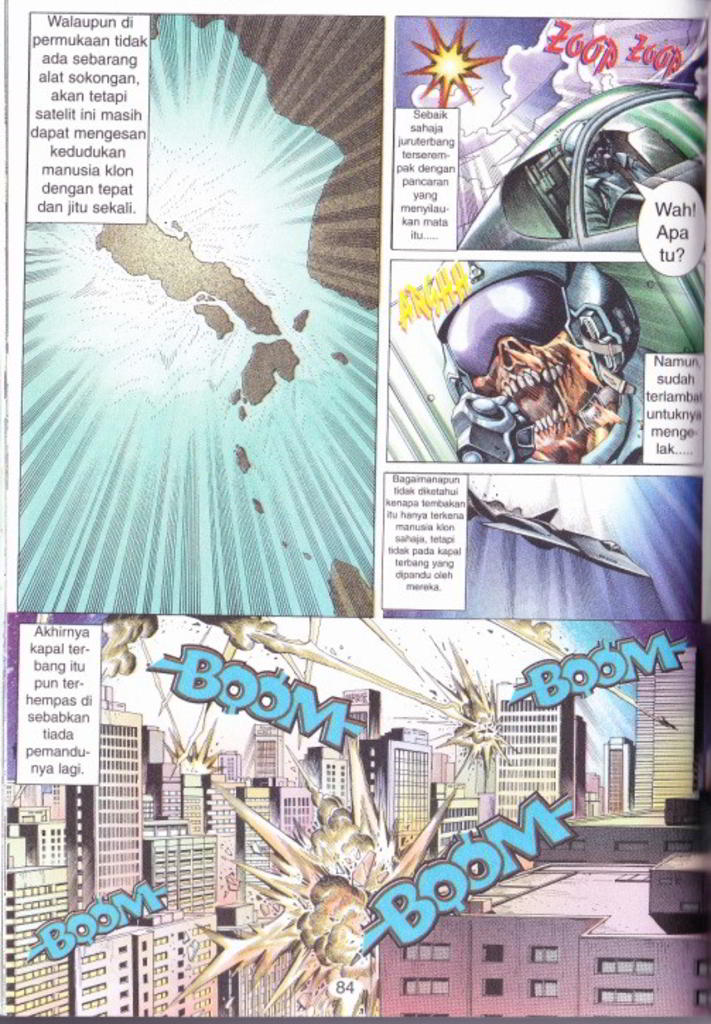 Walaupun di
permukaan tidak
ada sebarang
alat sokongan,
akan tetapi
satelit ini masih
dapat mengesan
kedudukan
manusia klon
dengan tepat
dan jitu sekali.
ZOOP ZOOP
Sebaik
sahaja
juruterbang
terserem-
pak dengan
pancaran
yang
menyilau-
kan mata
itu.....
Wah!
Apa
tu?
ARGHH
Namun,
sudah
terlambat
untuknya
menge-
lak.....
Bagaimanapun
tidak diketahui
kenapa tembakan
itu hanya terkena
manusia klon
sahaja, tetapi
tidak pada kapal
terbang yang
dipandu oleh
mereka.
Akhirnya
kapal ter-
bang itu
pun ter-
hempas di
sebabkan
tiada
pemandu-
nya lagi.
BOOM
BOOM
BOOM
BOOM
84